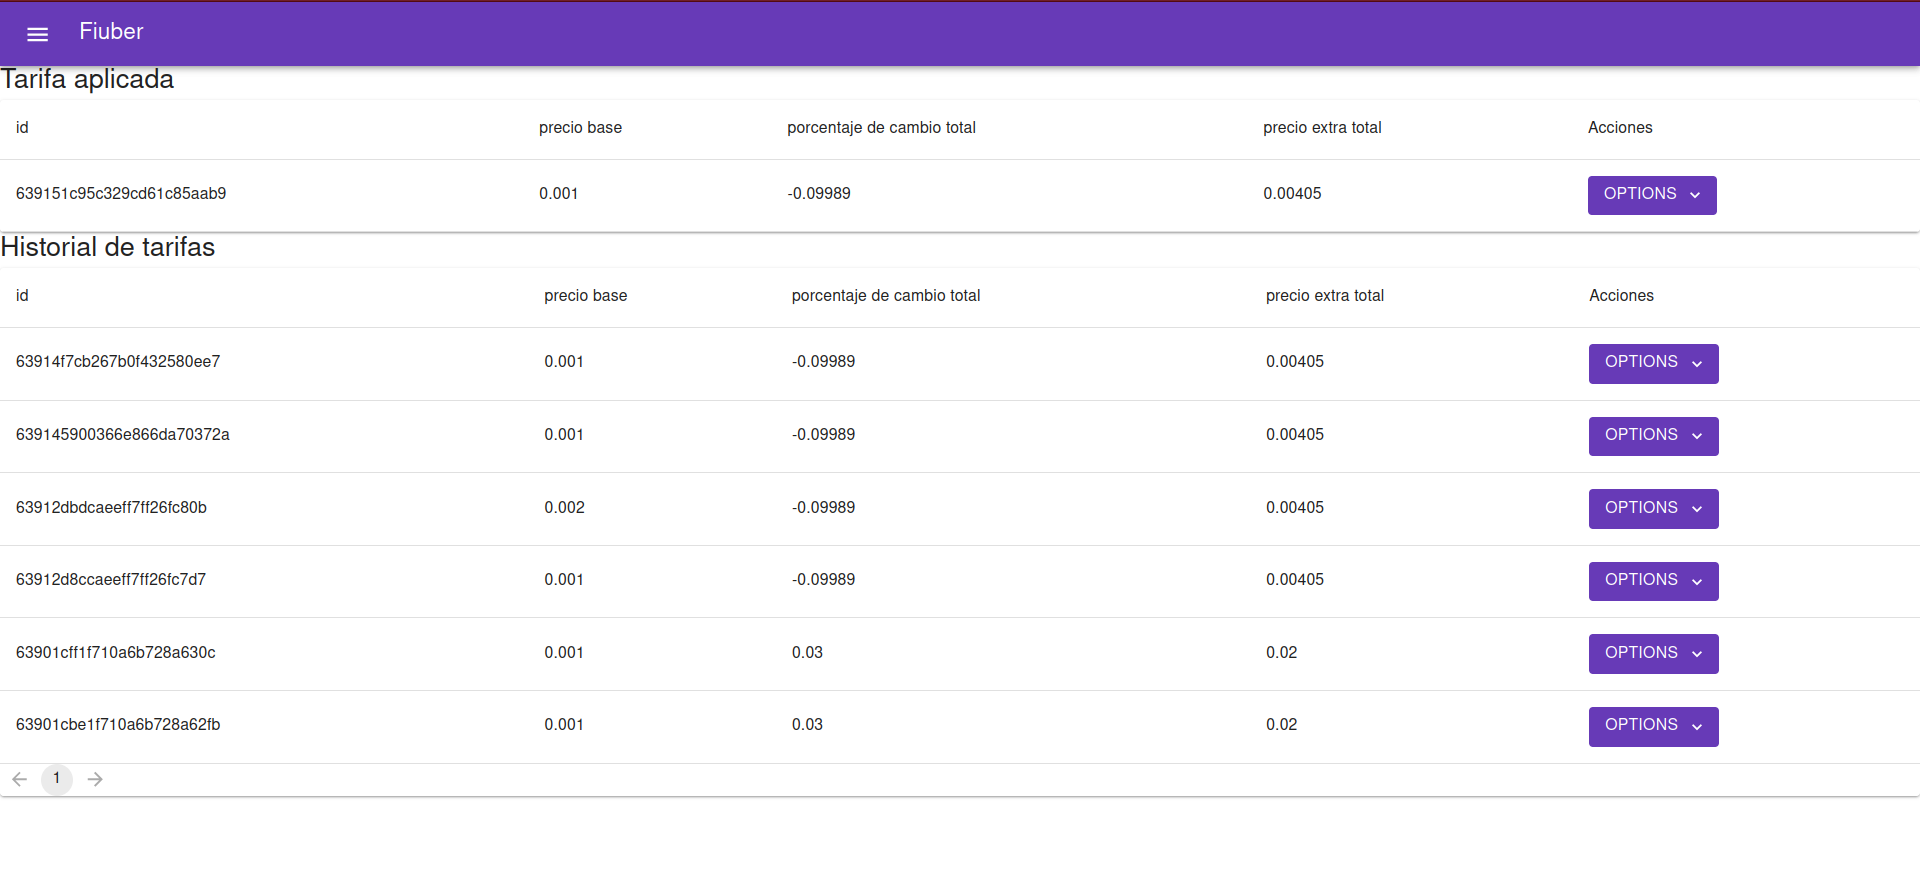 Fiuber
Tarifa aplicada
id precio base porcentaje de cambio total precio extra total Acciones
639151c95c329cd61c85aab9 0.001 -0.09989 0.00405 OPTIONS
Historial de tarifas
id precio base porcentaje de cambio total precio extra total Acciones
63914f7cb267b0f432580ee7 0.001 -0.09989 0.00405 OPTIONS
639145900366e866da70372a 0.001 -0.09989 0.00405 OPTIONS
63912dbdcaeeff7ff26fc80b 0.002 -0.09989 0.00405 OPTIONS
63912d8ccaeeff7ff26fc7d7 0.001 -0.09989 0.00405 OPTIONS
63901cff1f710a6b728a630c 0.001 0.03 0.02 OPTIONS
63901cbe1f710a6b728a62fb 0.001 0.03 0.02 OPTIONS
1